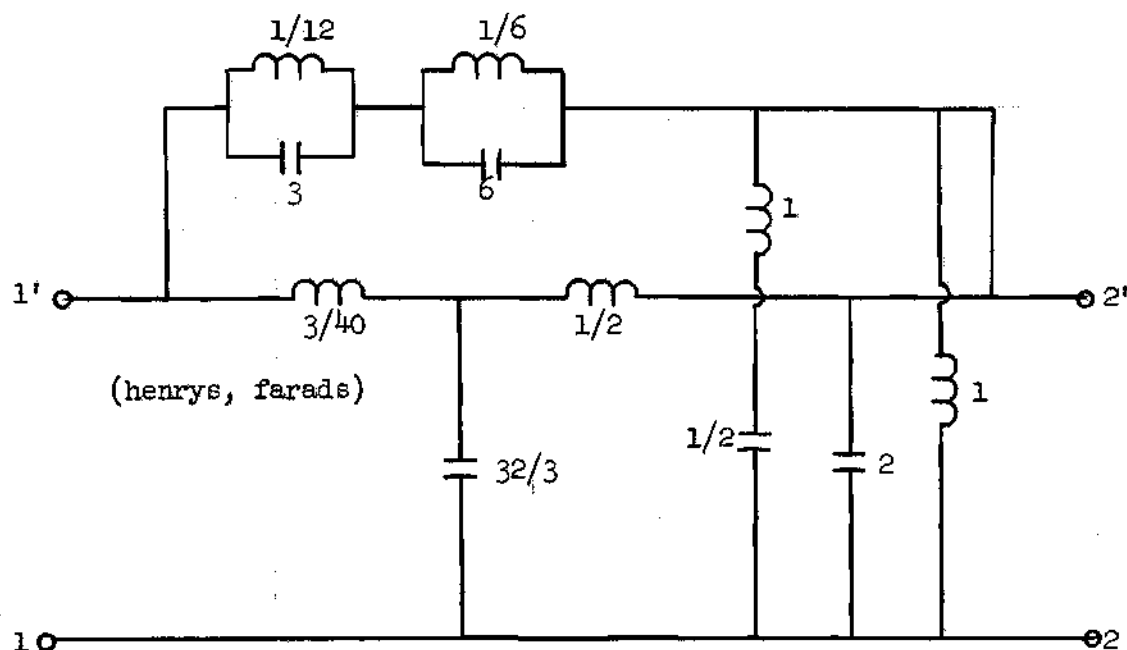 1/12 1/6
3 6
1
1' 3/40 1/2 2'
(henrys, farads)
1
32/3 1/2 2
1 2